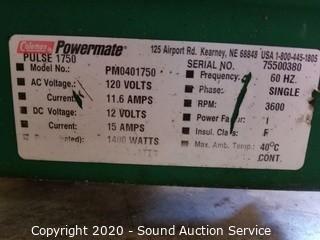 Coleman Powermate 125 Airport Rd. Kearney, NE 68848 USA 1-800-445-1805
PULSE 1750 SERIAL NO. 75500380
Model No.: PM0401750 Frequency: 60 HZ.
AC Voltage: 120 VOLTS Phase: SINGLE
Current: 11.6 AMPS RPM: 3600
DC Voltage: 12 VOLTS Power Factor:
Current: 15 AMPS Insul. Class
1400 WATTS Max. Amb. Temp.: 40°C
WATTS CONT.
Copyright 2020 - Sound Auction Service